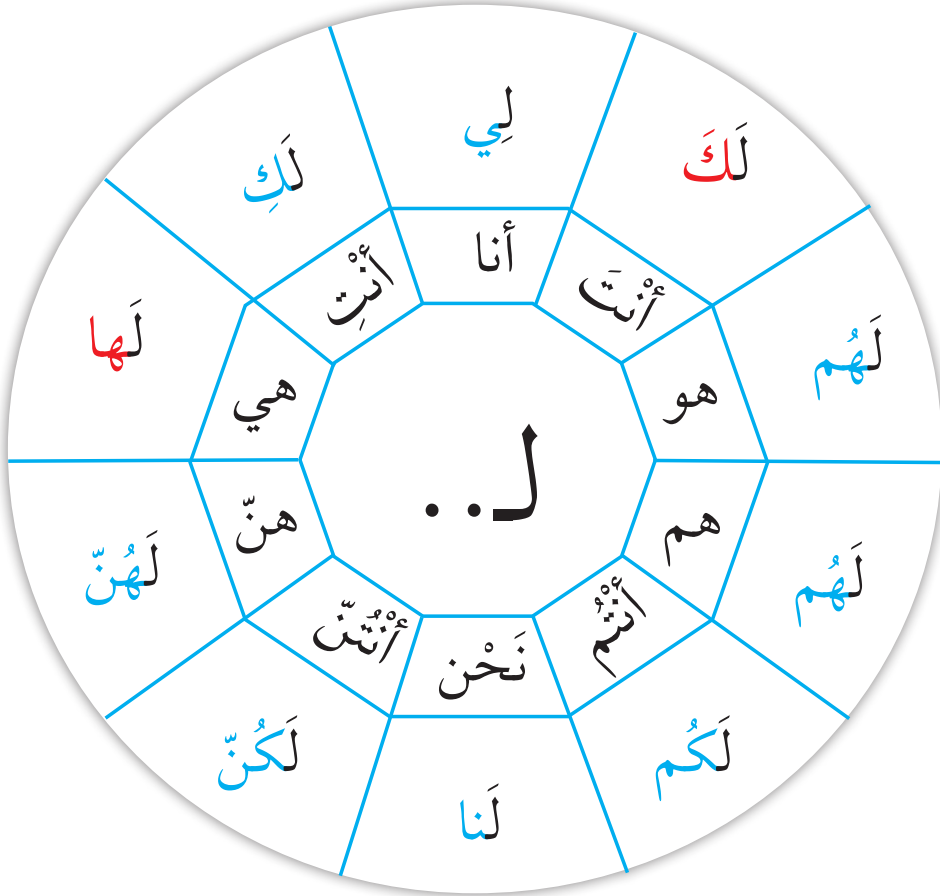 لِي
لَكَ
لَهُم
لَهُم
لَكُم
لَنا
لَكُنّ
لَهُنّ
لَها
لَكِ
أنا
أنْتَ
هو
هم
أنْتُم
نَحْن
أنْتُنّ
هنّ
هي
أنْتِ
لـ..